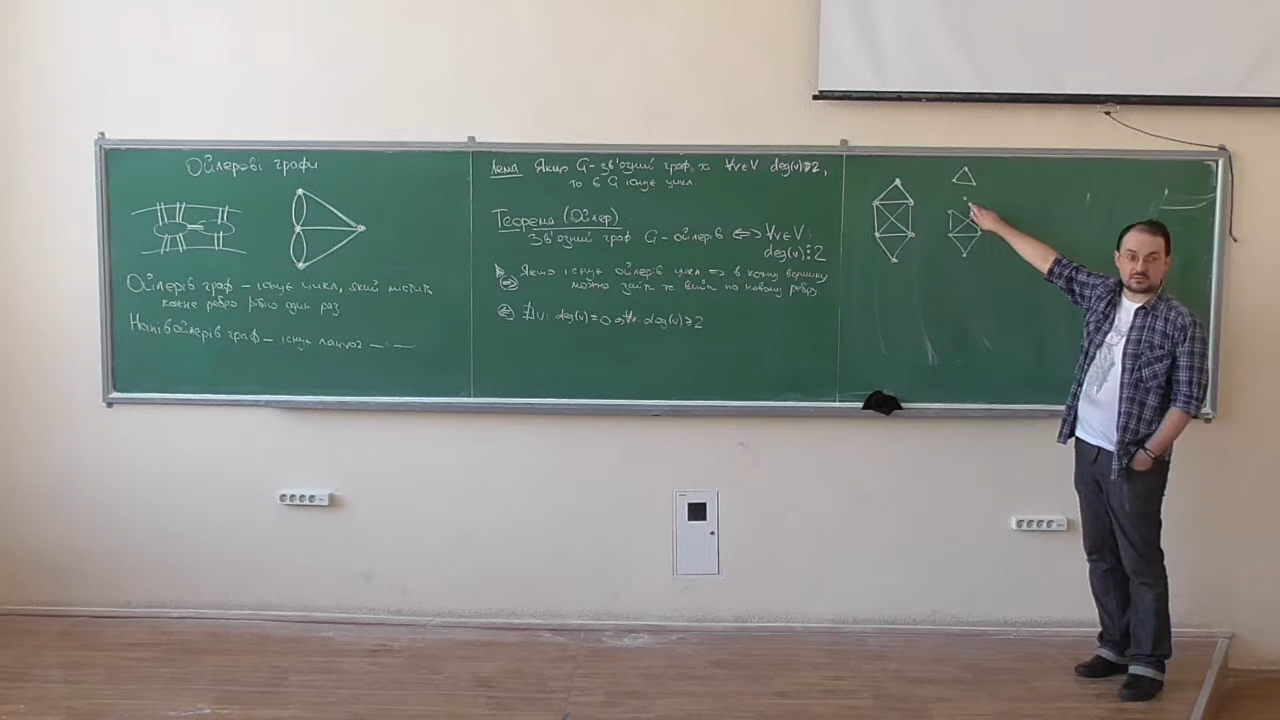 Ойлерові графи
Ойлерів граф – існує цикл, який містить
кожне ребро рівно один раз
Напівойлерів граф – існує ланцюг —"—
Лема Якщо G – зв'язний граф, ∀v∈V deg(v)≥2,
то в G існує цикл.
Теорема (Ойлер)
Зв'язний граф G – ойлерів ⟺ ∀v∈V:
deg(v)⋮2
Якщо існує ойлерів цикл ⇒ в кожну вершину
⇒ можна зайти та вийти по новому ребру
⇐ ∄v: deg(v)=0 ⇒ ∀v: deg(v)≥2